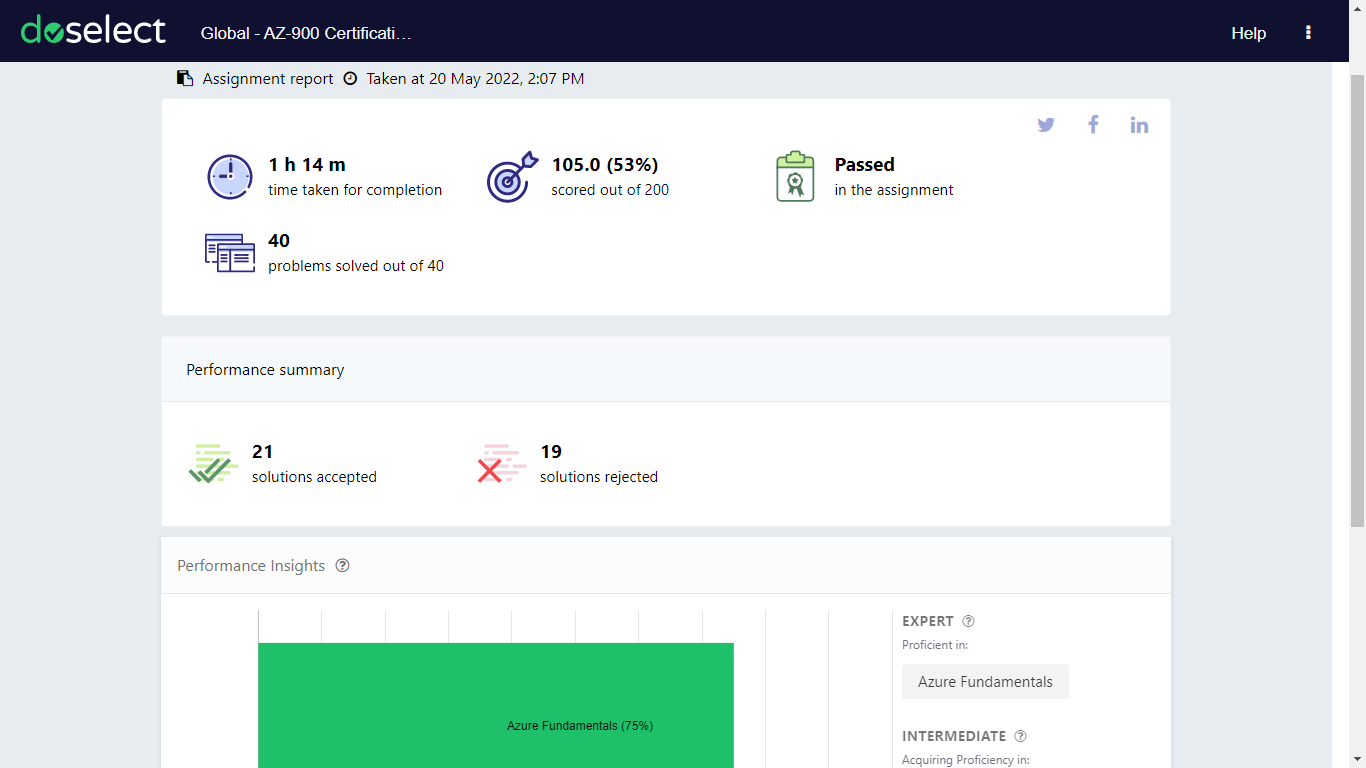 doselect
Global - AZ-900 Certificati…
Help
Assignment report
Taken at 20 May 2022, 2:07 PM
1 h 14 m
time taken for completion
105.0 (53%)
scored out of 200
Passed
in the assignment
40
problems solved out of 40
Performance summary
21
solutions accepted
19
solutions rejected
Performance Insights
Azure Fundamentals (75%)
EXPERT
Proficient in:
Azure Fundamentals
INTERMEDIATE
Acquiring Proficiency in: